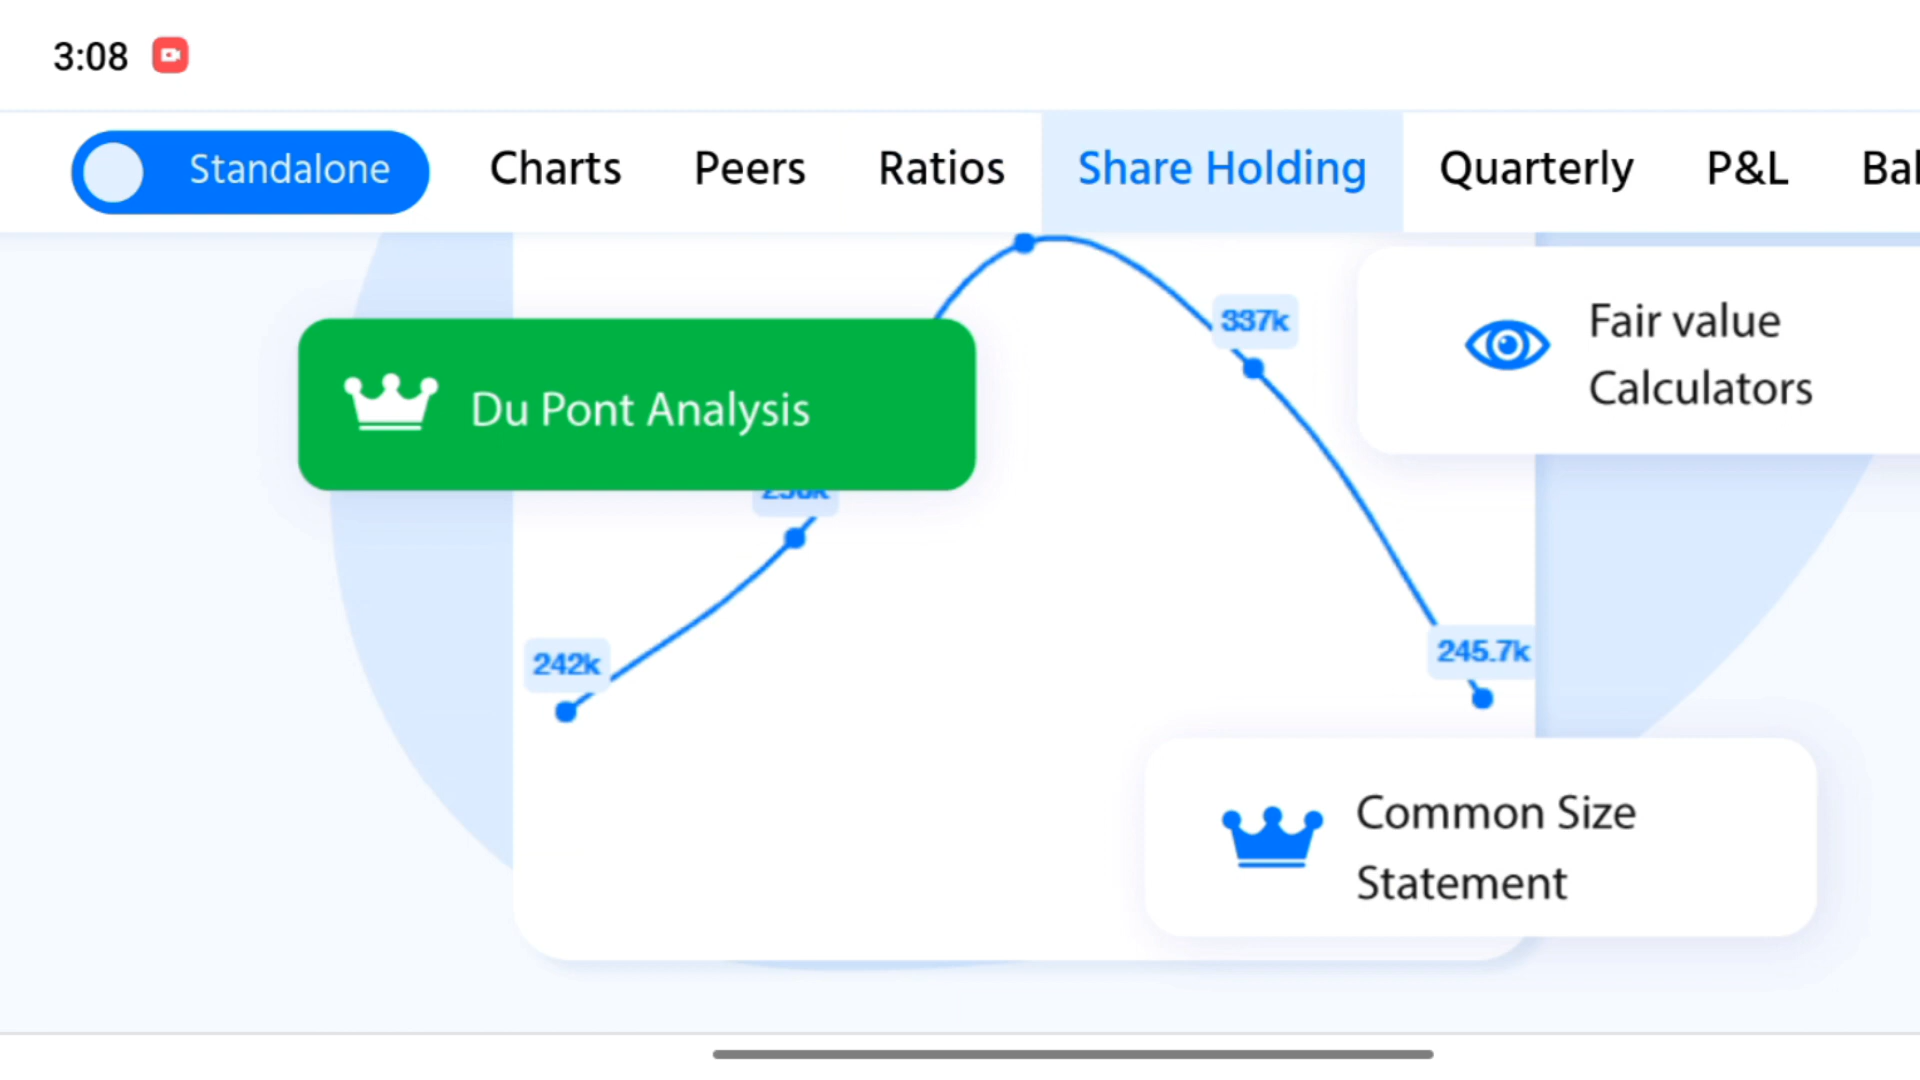 3:08
Standalone
Charts
Peers
Ratios
Share Holding
Quarterly
P&L
337k
Fair value
Calculators
Du Pont Analysis
242k
245.7k
Common Size
Statement